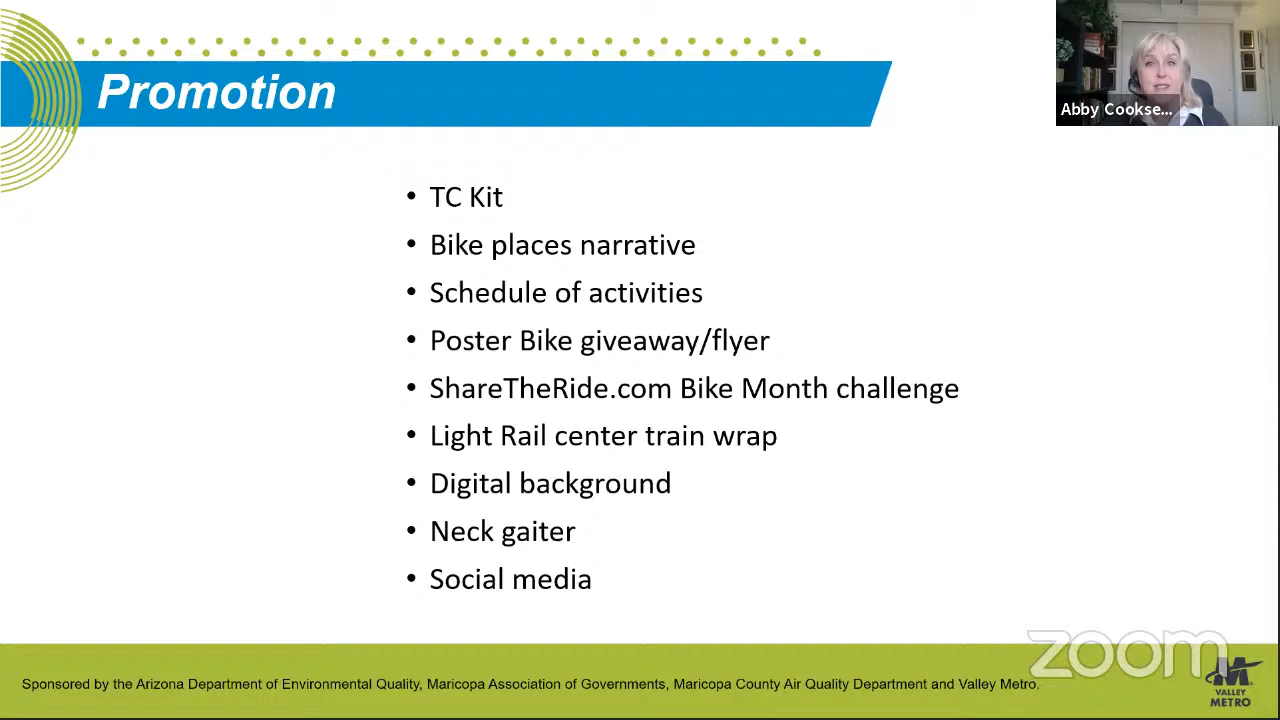 Promotion
Abby Cookse...
• TC Kit
• Bike places narrative
• Schedule of activities
• Poster Bike giveaway/flyer
• ShareTheRide.com Bike Month challenge
• Light Rail center train wrap
• Digital background
• Neck gaiter
• Social media
zoom
Sponsored by the Arizona Department of Environmental Quality, Maricopa Association of Governments, Maricopa County Air Quality Department and Valley Metro.
VALLEY
METRO